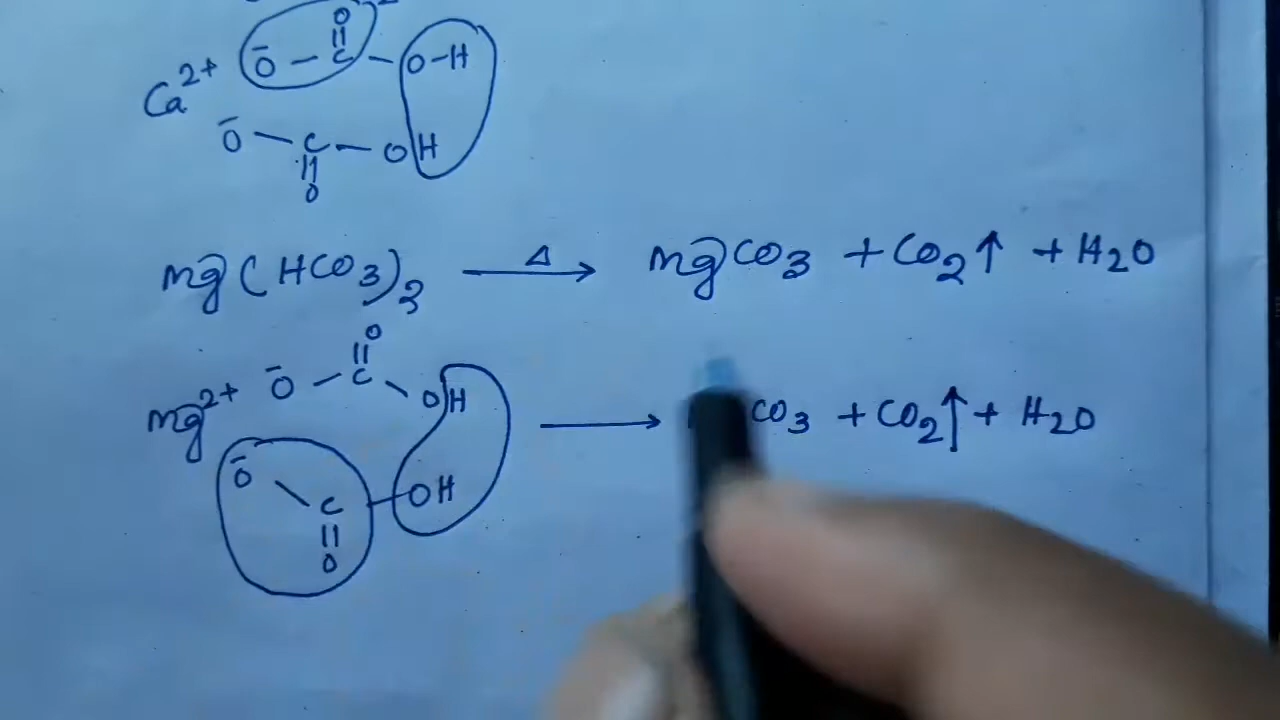 O
||
Ca²⁺ O⁻ — C — O-H
O⁻ — C — OH
||
O
mg(HCO₃)₂ —Δ→ mgCO₃ + CO₂↑ + H₂O
O
||
mg²⁺ O⁻ — C — OH
→ CO₃ + CO₂↑ + H₂O
O⁻ — C — OH
||
O